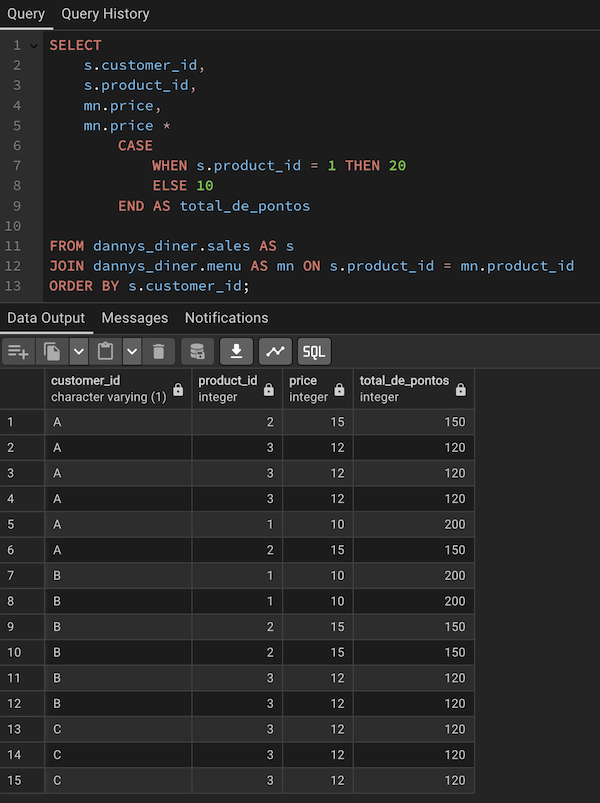 Query Query History
1 SELECT
2 s.customer_id,
3 s.product_id,
4 mn.price,
5 mn.price *
6 CASE
7 WHEN s.product_id = 1 THEN 20
8 ELSE 10
9 END AS total_de_pontos
10
11 FROM dannys_diner.sales AS s
12 JOIN dannys_diner.menu AS mn ON s.product_id = mn.product_id
13 ORDER BY s.customer_id;
Data Output Messages Notifications
SQL
customer_id product_id price total_de_pontos
character varying (1) integer integer integer
1 A 2 15 150
2 A 3 12 120
3 A 3 12 120
4 A 3 12 120
5 A 1 10 200
6 A 2 15 150
7 B 1 10 200
8 B 1 10 200
9 B 2 15 150
10 B 2 15 150
11 B 3 12 120
12 B 3 12 120
13 C 3 12 120
14 C 3 12 120
15 C 3 12 120